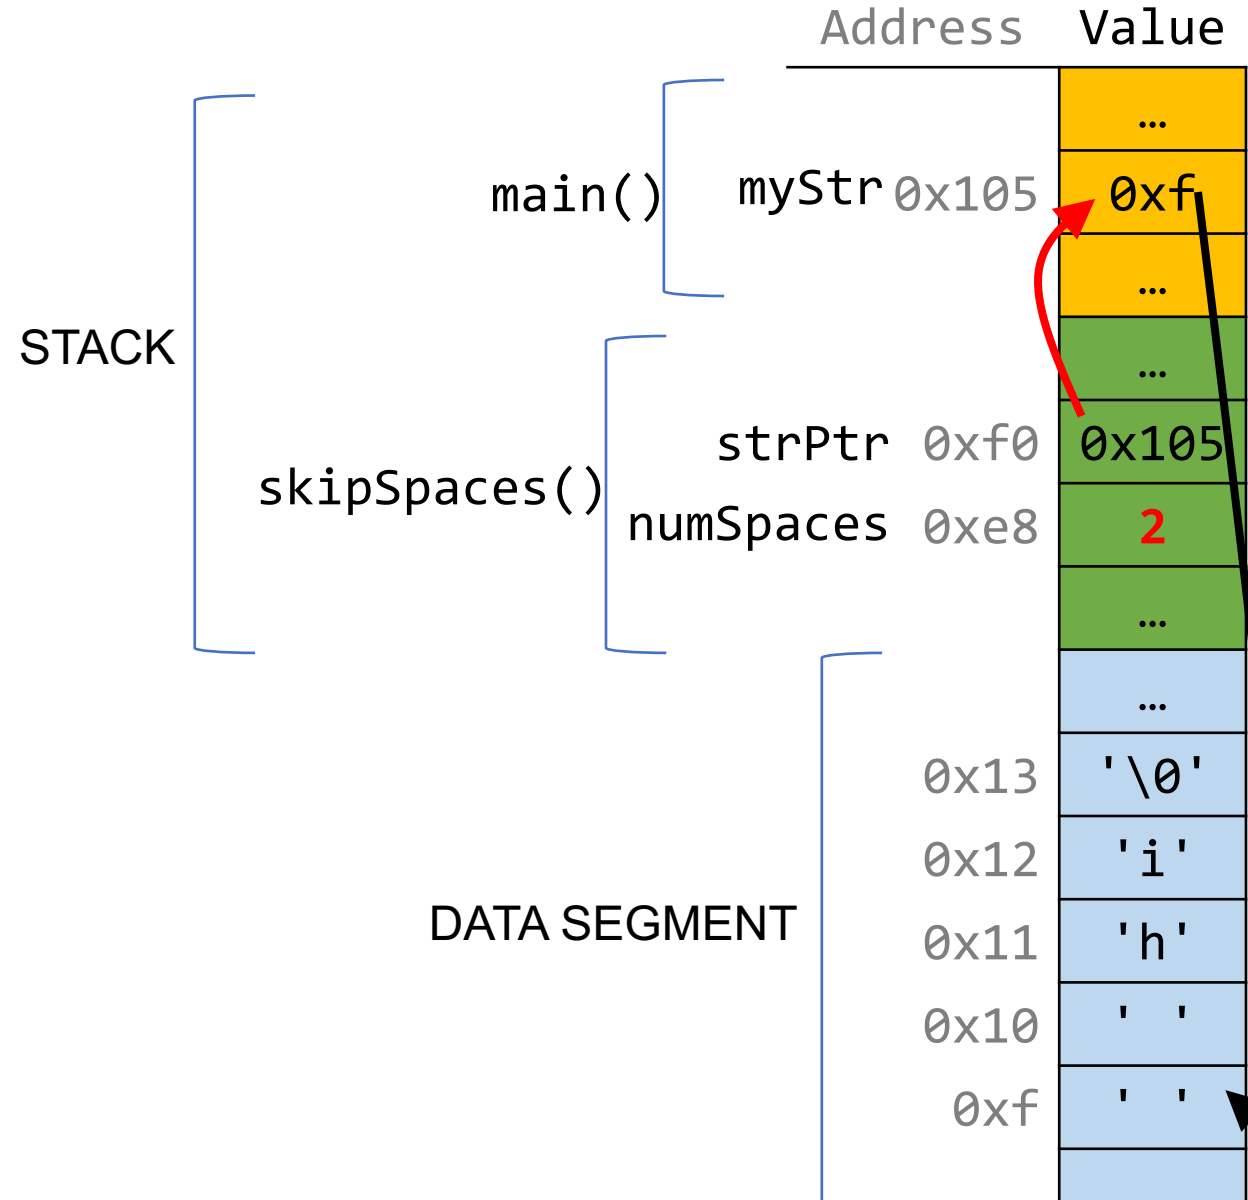 Address Value
…
main() myStr 0x105 0xf
…
STACK
…
strPtr 0xf0 0x105
skipSpaces()
numSpaces 0xe8 2
…
…
0x13 '\0'
0x12 'i'
DATA SEGMENT
0x11 'h'
0x10 ' '
0xf ' '